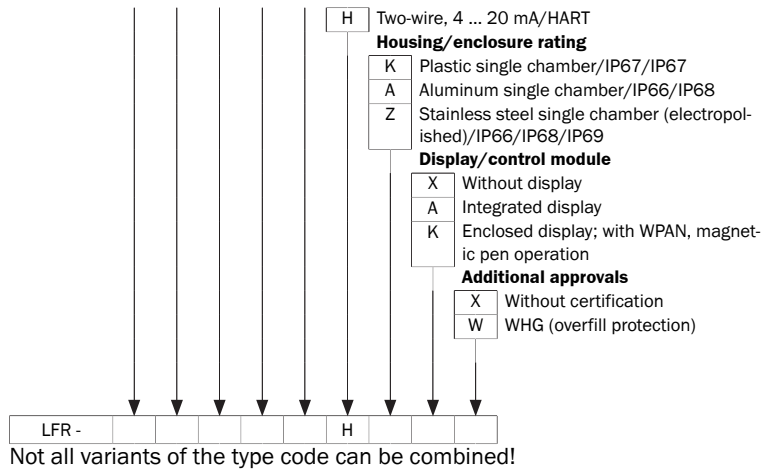 H Two-wire, 4 ... 20 mA/HART
Housing/enclosure rating
K Plastic single chamber/IP67/IP67
A Aluminum single chamber/IP66/IP68
Z Stainless steel single chamber (electropol-
ished)/IP66/IP68/IP69
Display/control module
X Without display
A Integrated display
K Enclosed display; with WPAN, magnet-
ic pen operation
Additional approvals
X Without certification
W WHG (overfill protection)
LFR - H
Not all variants of the type code can be combined!